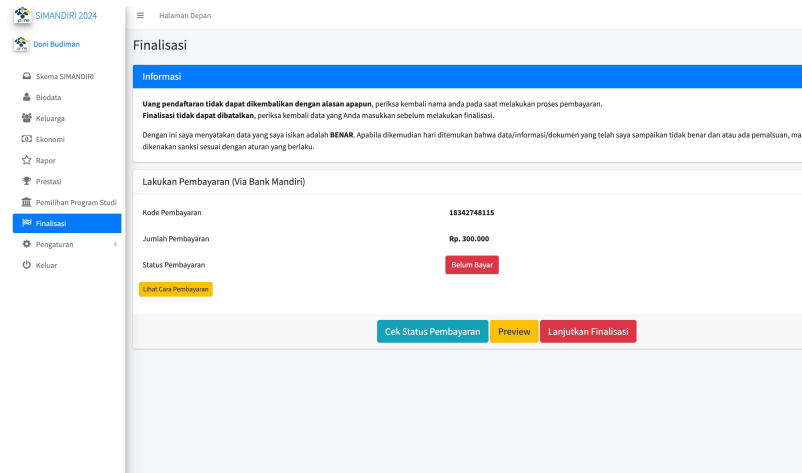 SIMANDIRI 2024
Halaman Depan
Doni Budiman
Skema SIMANDIRI
Biodata
Keluarga
Ekonomi
Rapor
Prestasi
Pemilihan Program Studi
Finalisasi
Pengaturan
Keluar
Finalisasi
Informasi
Uang pendaftaran tidak dapat dikembalikan dengan alasan apapun, periksa kembali nama anda pada saat melakukan proses pembayaran.
Finalisasi tidak dapat dibatalkan, periksa kembali data yang Anda masukkan sebelum melakukan finalisasi.
Dengan ini saya menyatakan data yang saya isikan adalah BENAR. Apabila dikemudian hari ditemukan bahwa data/informasi/dokumen yang telah saya sampaikan tidak benar dan atau ada pemalsuan, ma
dikenakan sanksi sesuai dengan aturan yang berlaku.
Lakukan Pembayaran (Via Bank Mandiri)
Kode Pembayaran 18342748115
Jumlah Pembayaran Rp. 300.000
Status Pembayaran Belum Bayar
Lihat Cara Pembayaran
Cek Status Pembayaran Preview Lanjutkan Finalisasi